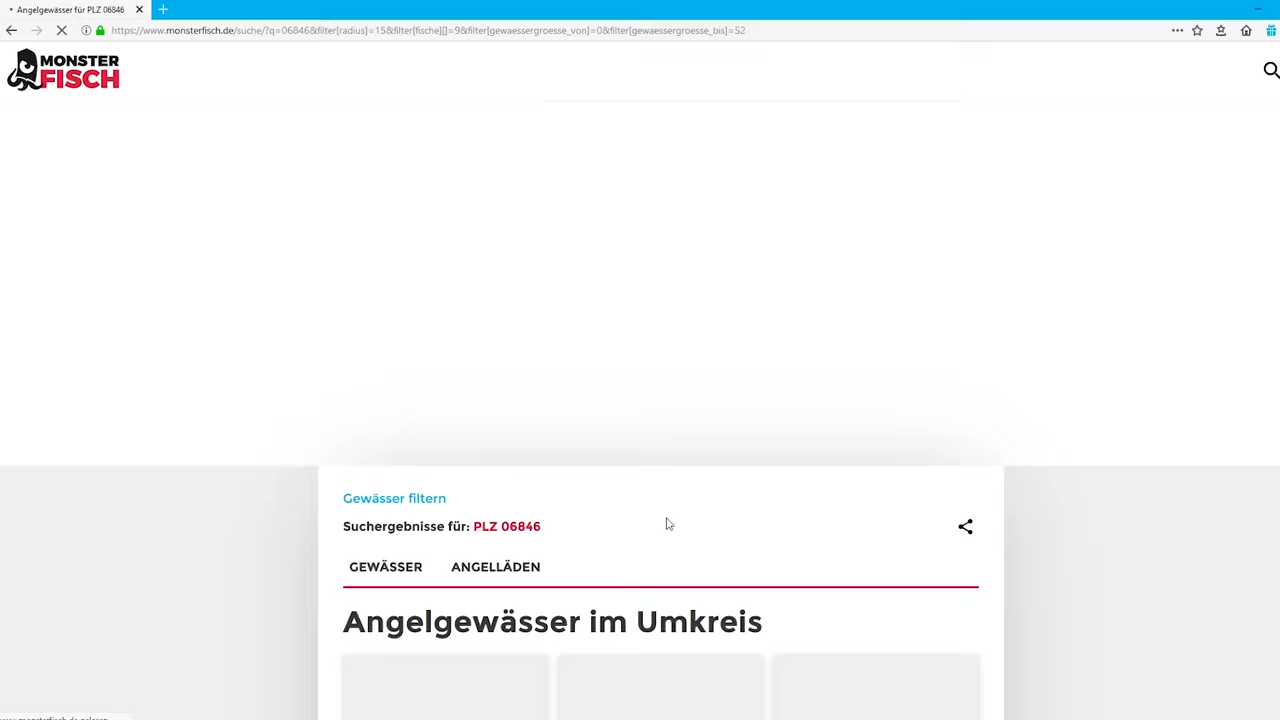 Angelgewässer für PLZ 06846
https://www.monsterfisch.de/suche/?q=06846&filter[radius]=15&filter[fische][]=9&filter[gewaessergroesse_von]=0&filter[gewaessergroesse_bis]=52
MONSTER
FISCH
Gewässer filtern
Suchergebnisse für: PLZ 06846
GEWÄSSER ANGELLÄDEN
Angelgewässer im Umkreis